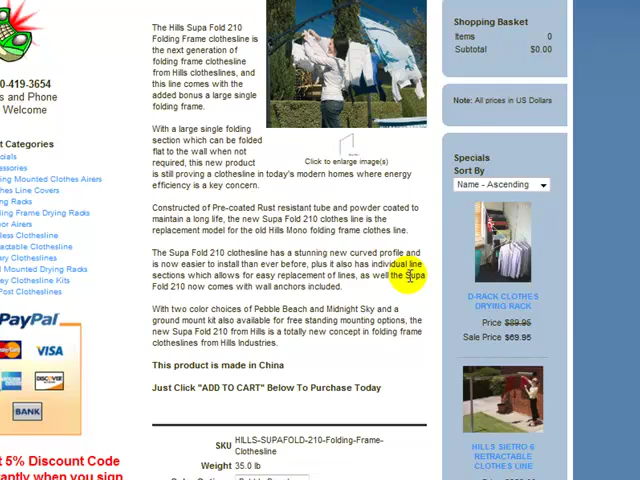 0-419-3654
s and Phone
Welcome
t Categories
cials
essories
ing Mounted Clothes Airers
hes Line Covers
ng Racks
ding Frame Drying Racks
or Airers
less Clothesline
actable Clothesline
ary Clotheslines
l Mounted Drying Racks
ey Clothesline Kits
Post Clotheslines
PayPal
VISA
DISCOVER
BANK
t 5% Discount Code
antly when you sign
The Hills Supa Fold 210
Folding Frame clothesline is
the next generation of
folding frame clothesline
from Hills clotheslines, and
this line comes with the
added bonus a large single
folding frame.
With a large single folding
section which can be folded
flat to the wall when not
required, this new product
is still proving a clothesline in today's modern homes where energy
efficiency is a key concern.
Click to enlarge image(s)
Constructed of Pre-coated Rust resistant tube and powder coated to
maintain a long life, the new Supa Fold 210 clothes line is the
replacement model for the old Hills Mono folding frame clothes line.
The Supa Fold 210 clothesline has a stunning new curved profile and
is now easier to install than ever before, plus it also has individual line
sections which allows for easy replacement of lines, as well the Supa
Fold 210 now comes with wall anchors included.
With two color choices of Pebble Beach and Midnight Sky and a
ground mount kit also available for free standing mounting options, the
new Supa Fold 210 from Hills is a totally new concept in folding frame
clotheslines from Hills Industries.
This product is made in China
Just Click "ADD TO CART" Below To Purchase Today
SKU HILLS-SUPAFOLD-210-Folding-Frame-
Clothesline
Weight 35.0 lb
Shopping Basket
Items 0
Subtotal $0.00
Note: All prices in US Dollars
Specials
Sort By
Name - Ascending
D-RACK CLOTHES
DRYING RACK
Price $89.95
Sale Price $69.95
HILLS SIETRO 6
RETRACTABLE
CLOTHES LINE